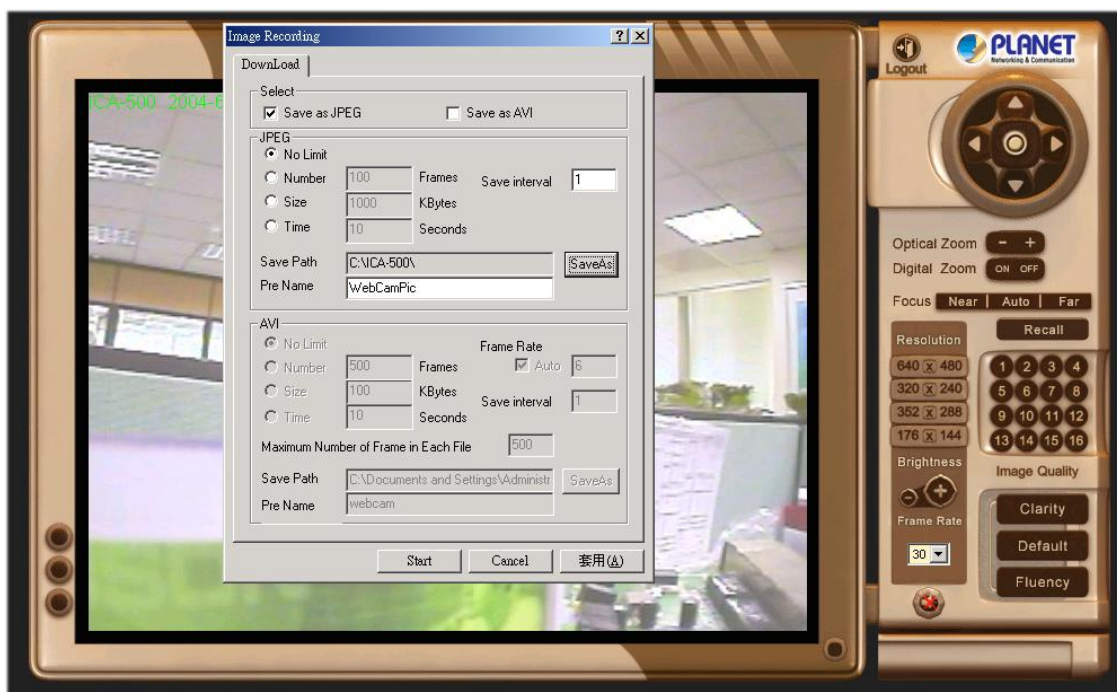 Image Recording
DownLoad
Select
Save as JPEG
Save as AVI
JPEG
No Limit
Number 100 Frames Save interval 1
Size 1000 KBytes
Time 10 Seconds
Save Path C:\ICA-500\ SaveAs
Pre Name WebCamPic
AVI
No Limit Frame Rate
Number 500 Frames Auto 6
Size 100 KBytes Save interval 1
Time 10 Seconds
Maximum Number of Frame in Each File 500
Save Path C:\Documents and Settings\Administr SaveAs
Pre Name webcam
Start Cancel 套用(A)
ICA-500 2004-6
Logout
PLANET
Networking & Communication
Optical Zoom - +
Digital Zoom ON OFF
Focus Near | Auto | Far
Resolution
640 x 480
320 x 240
352 x 288
176 x 144
Brightness
- +
Frame Rate
30
Recall
1 2 3 4
5 6 7 8
9 10 11 12
13 14 15 16
Image Quality
Clarity
Default
Fluency